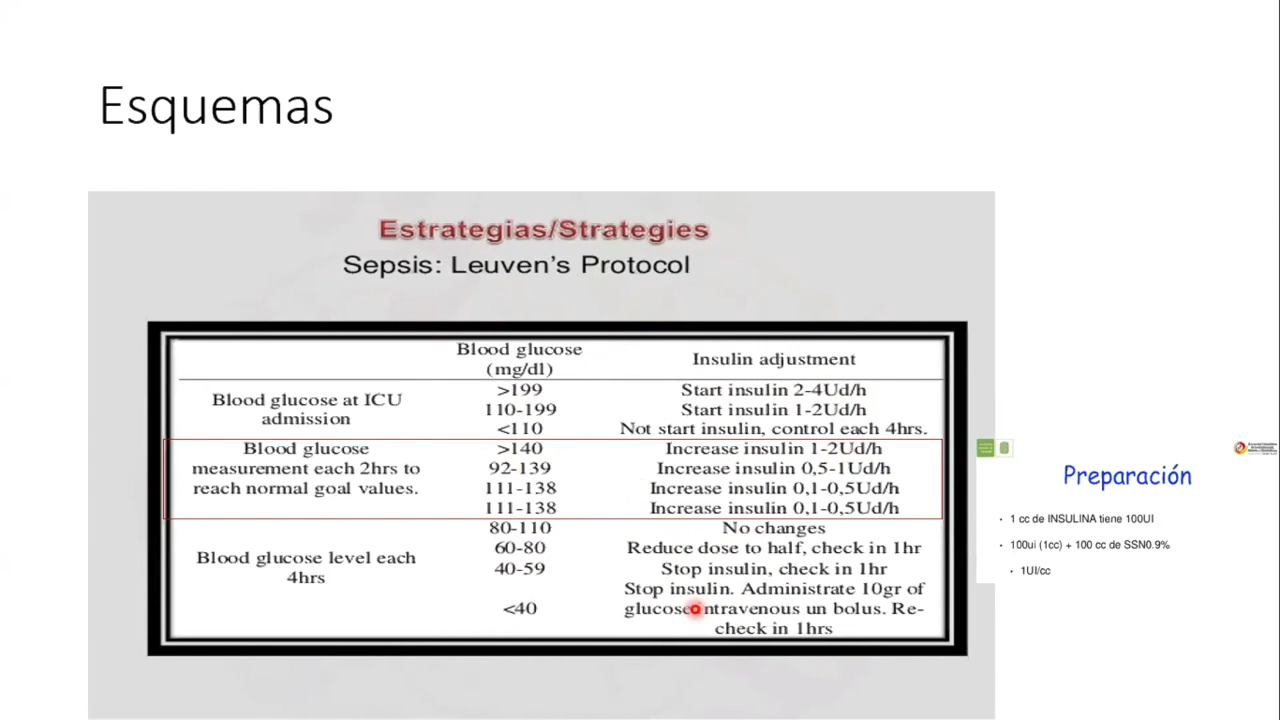 Esquemas
Estrategias/Strategies
Sepsis: Leuven's Protocol
Blood glucose
(mg/dl)
Insulin adjustment
Blood glucose at ICU
admission
>199
Start insulin 2-4Ud/h
110-199
Start insulin 1-2Ud/h
<110
Not start insulin, control each 4hrs.
Blood glucose
measurement each 2hrs to
reach normal goal values.
>140
Increase insulin 1-2Ud/h
92-139
Increase insulin 0,5-1Ud/h
111-138
Increase insulin 0,1-0,5Ud/h
111-138
Increase insulin 0,1-0,5Ud/h
Blood glucose level each
4hrs
80-110
No changes
60-80
Reduce dose to half, check in 1hr
40-59
Stop insulin, check in 1hr
<40
Stop insulin. Administrate 10gr of
glucose intravenous un bolus. Re-
check in 1hrs
Preparación
• 1 cc de INSULINA tiene 100UI
• 100ui (1cc) + 100 cc de SSN0.9%
• 1UI/cc